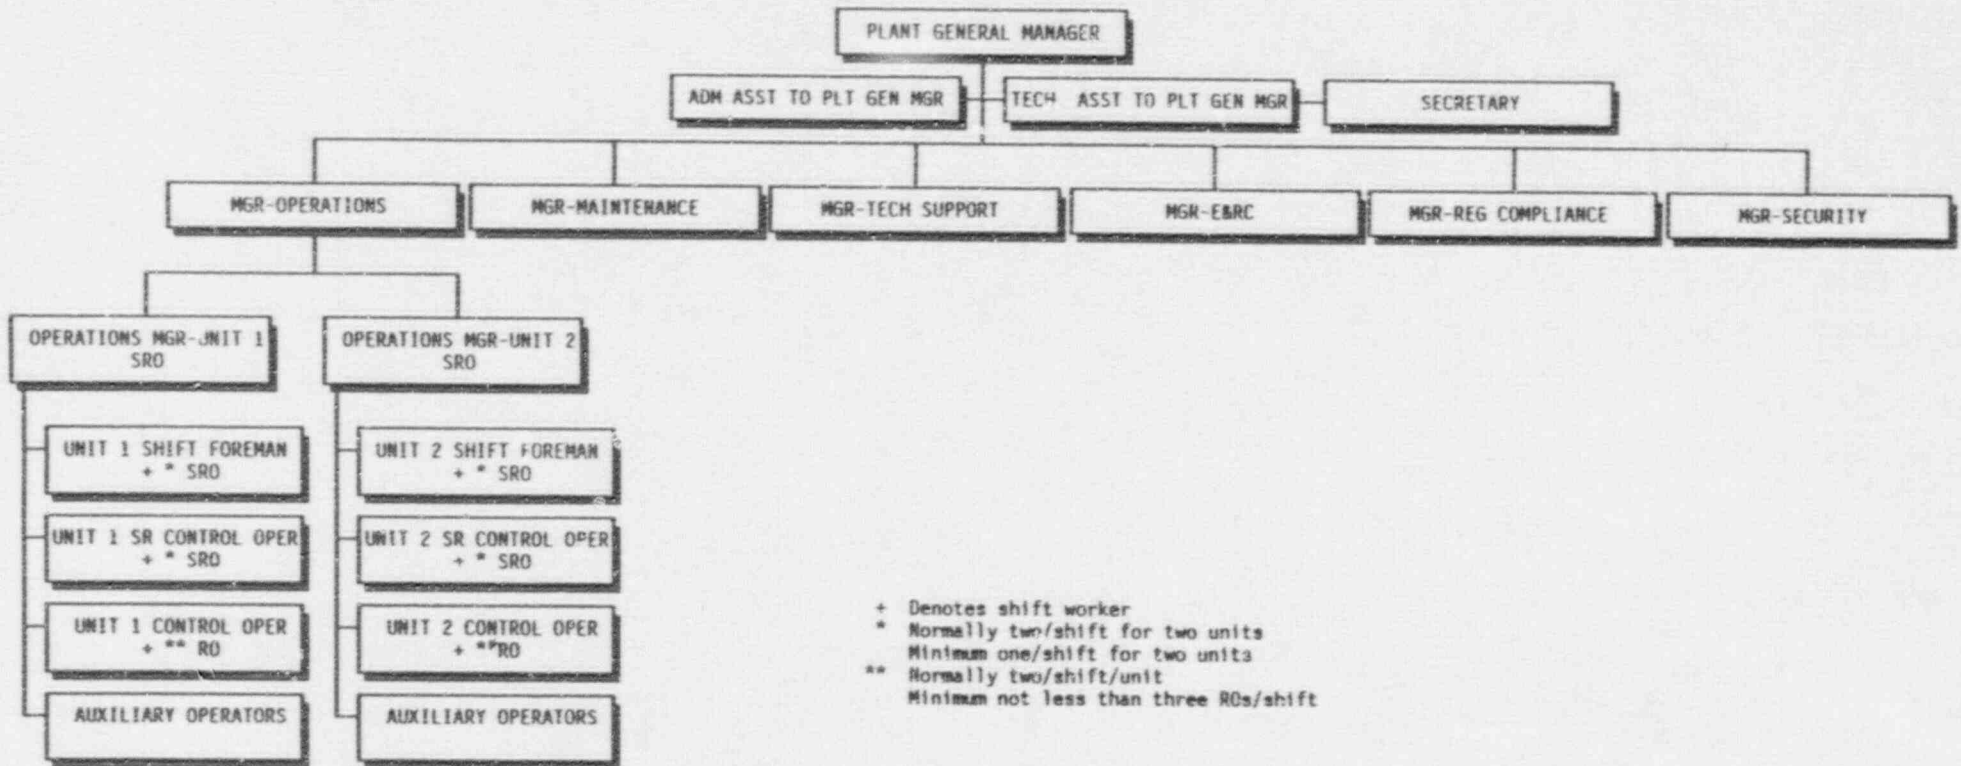 PLANT GENERAL MANAGER
ADM ASST TO PLT GEN MGR
TECH ASST TO PLT GEN MGR
SECRETARY
MGR-OPERATIONS
MGR-MAINTENANCE
MGR-TECH SUPPORT
MGR-E&RC
MGR-REG COMPLIANCE
MGR-SECURITY
OPERATIONS MGR-UNIT 1
SRO
OPERATIONS MGR-UNIT 2
SRO
UNIT 1 SHIFT FOREMAN
+ * SRO
UNIT 2 SHIFT FOREMAN
+ * SRO
UNIT 1 SR CONTROL OPER
+ * SRO
UNIT 2 SR CONTROL OPER
+ * SRO
UNIT 1 CONTROL OPER
+ ** RO
UNIT 2 CONTROL OPER
+ **RO
AUXILIARY OPERATORS
AUXILIARY OPERATORS
+ Denotes shift worker
* Normally two/shift for two units
Minimum one/shift for two units
** Normally two/shift/unit
Minimum not less than three ROs/shift